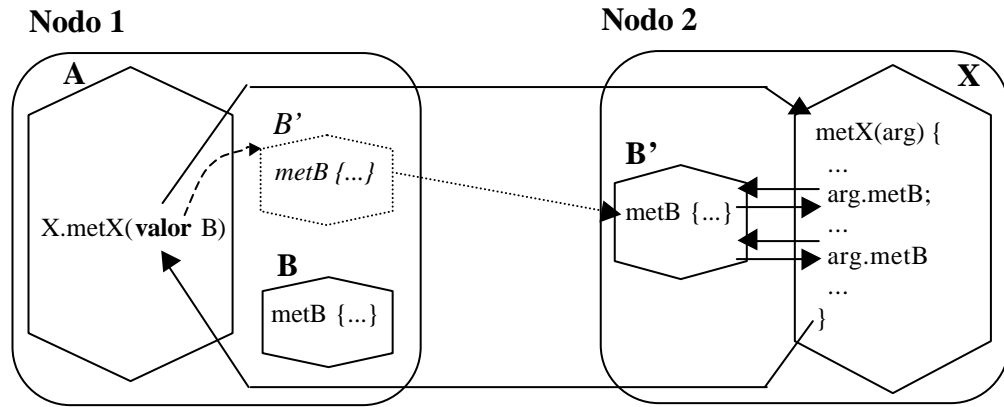 Nodo 1
Nodo 2
A
X
B’
metB {...}
X.metX(valor B)
B
metB {...}
B’
metB {...}
metX(arg) {
...
arg.metB;
...
arg.metB
...
}